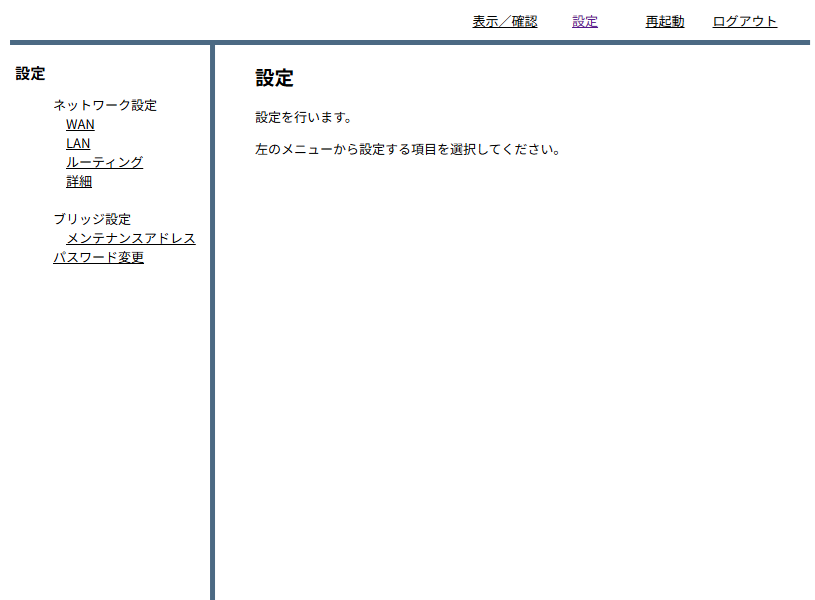 表示／確認 設定 再起動 ログアウト
設定
ネットワーク設定
WAN
LAN
ルーティング
詳細
ブリッジ設定
メンテナンスアドレス
パスワード変更
設定
設定を行います。
左のメニューから設定する項目を選択してください。